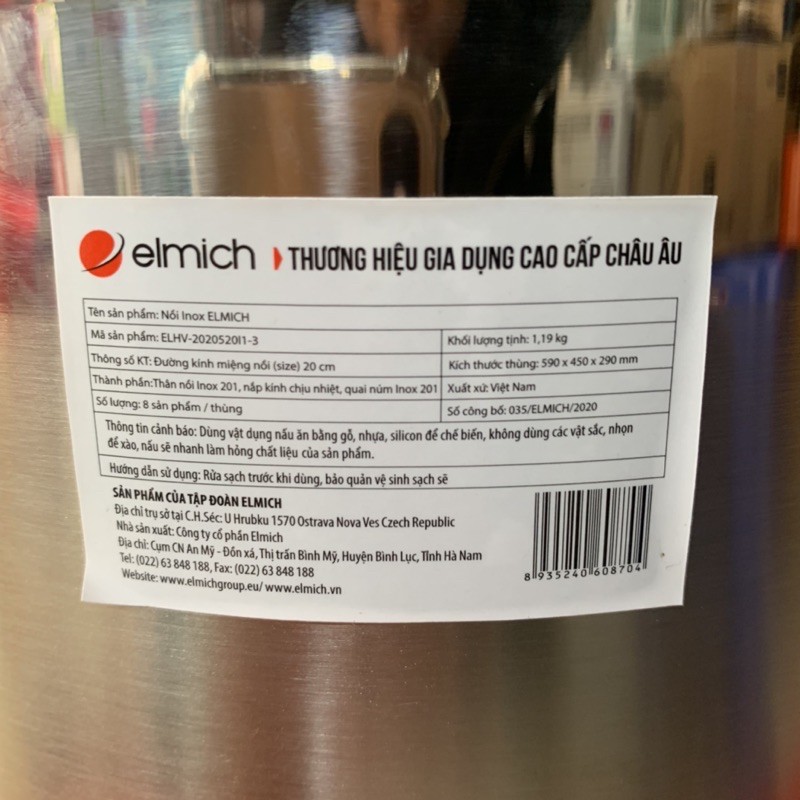 elmich THƯƠNG HIỆU GIA DỤNG CAO CẤP CHÂU ÂU
Tên sản phẩm: Nồi Inox ELMICH
Mã sản phẩm: ELHV-2020520I1-3
Khối lượng tịnh: 1,19 kg
Thông số KT: Đường kính miệng nồi (size) 20 cm
Kích thước thùng: 590 x 450 x 290 mm
Thành phần:Thân nồi Inox 201, nắp kính chịu nhiệt, quai núm Inox 201
Xuất xứ: Việt Nam
Số lượng: 8 sản phẩm / thùng
Số công bố: 035/ELMICH/2020
Thông tin cảnh báo: Dùng vật dụng nấu ăn bằng gỗ, nhựa, silicon để chế biến, không dùng các vật sắc, nhọn
để xào, nấu sẽ nhanh làm hỏng chất liệu của sản phẩm.
Hướng dẫn sử dụng: Rửa sạch trước khi dùng, bảo quản vệ sinh sạch sẽ
SẢN PHẨM CỦA TẬP ĐOÀN ELMICH
Địa chỉ trụ sở tại C.H.Séc: U Hrubku 1570 Ostrava Nova Ves Czech Republic
Nhà sản xuất: Công ty cổ phần Elmich
Địa chỉ: Cụm CN An Mỹ - Đồn xá, Thị trấn Bình Mỹ, Huyện Bình Lục, Tỉnh Hà Nam
Tel: (022) 63 848 188, Fax: (022) 63 848 188
Website: www.elmichgroup.eu/ www.elmich.vn
8 935240 608704